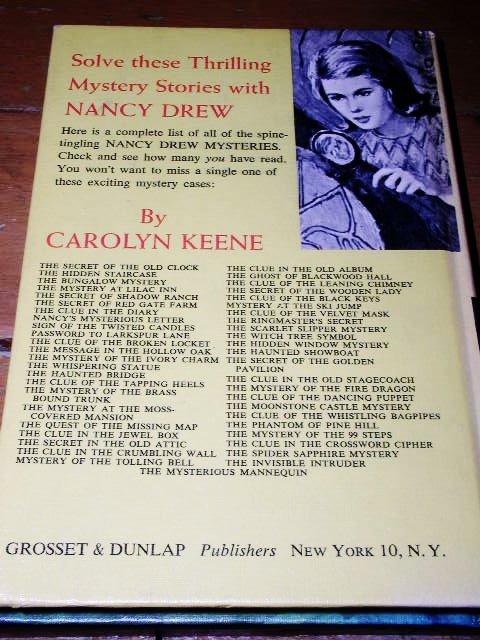 Solve these Thrilling
Mystery Stories with
NANCY DREW
Here is a complete list of all of the spine-
tingling NANCY DREW MYSTERIES.
Check and see how many you have read.
You won't want to miss a single one of
these exciting mystery cases:
By
CAROLYN KEENE
THE SECRET OF THE OLD CLOCK
THE HIDDEN STAIRCASE
THE BUNGALOW MYSTERY
THE MYSTERY AT LILAC INN
THE SECRET OF SHADOW RANCH
THE SECRET OF RED GATE FARM
THE CLUE IN THE DIARY
NANCY'S MYSTERIOUS LETTER
SIGN OF THE TWISTED CANDLES
PASSWORD TO LARKSPUR LANE
THE CLUE OF THE BROKEN LOCKET
THE MESSAGE IN THE HOLLOW OAK
THE MYSTERY OF THE IVORY CHARM
THE WHISPERING STATUE
THE HAUNTED BRIDGE
THE CLUE OF THE TAPPING HEELS
THE MYSTERY OF THE BRASS
BOUND TRUNK
THE MYSTERY AT THE MOSS-
COVERED MANSION
THE QUEST OF THE MISSING MAP
THE CLUE IN THE JEWEL BOX
THE SECRET IN THE OLD ATTIC
THE CLUE IN THE CRUMBLING WALL
MYSTERY OF THE TOLLING BELL
THE CLUE IN THE OLD ALBUM
THE GHOST OF BLACKWOOD HALL
THE CLUE OF THE LEANING CHIMNEY
THE SECRET OF THE WOODEN LADY
THE CLUE OF THE BLACK KEYS
MYSTERY AT THE SKI JUMP
THE CLUE OF THE VELVET MASK
THE RINGMASTER'S SECRET
THE SCARLET SLIPPER MYSTERY
THE WITCH TREE SYMBOL
THE HIDDEN WINDOW MYSTERY
THE HAUNTED SHOWBOAT
THE SECRET OF THE GOLDEN
PAVILION
THE CLUE IN THE OLD STAGECOACH
THE MYSTERY OF THE FIRE DRAGON
THE CLUE OF THE DANCING PUPPET
THE MOONSTONE CASTLE MYSTERY
THE CLUE OF THE WHISTLING BAGPIPES
THE PHANTOM OF PINE HILL
THE MYSTERY OF THE 99 STEPS
THE CLUE IN THE CROSSWORD CIPHER
THE SPIDER SAPPHIRE MYSTERY
THE INVISIBLE INTRUDER
THE MYSTERIOUS MANNEQUIN
GROSSET & DUNLAP Publishers NEW YORK 10, N. Y.